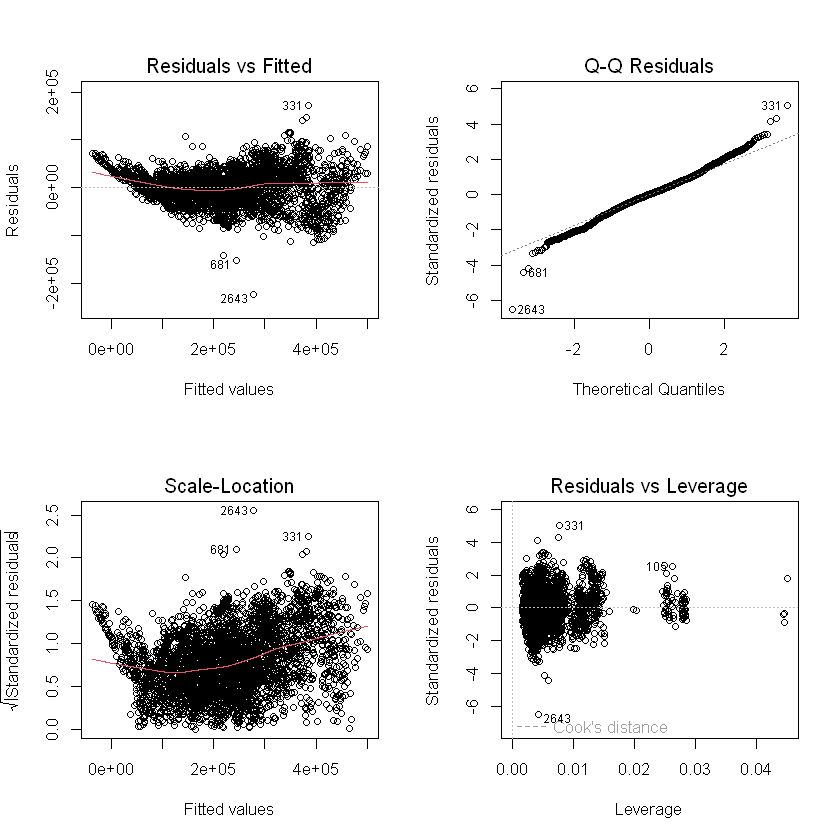 Residuals vs Fitted
Residuals
2e+05
0e+00
-2e+05
331
681
2643
0e+00 2e+05 4e+05
Fitted values
Q-Q Residuals
Standardized residuals
6
4
2
0
-2
-4
-6
331
681
2643
-2 0 2
Theoretical Quantiles
Scale-Location
√|Standardized residuals|
2.5
2.0
1.5
1.0
0.5
0.0
2643
331
681
0e+00 2e+05 4e+05
Fitted values
Residuals vs Leverage
Standardized residuals
6
4
2
0
-2
-4
-6
331
105
2643
Cook's distance
0.00 0.01 0.02 0.03 0.04
Leverage